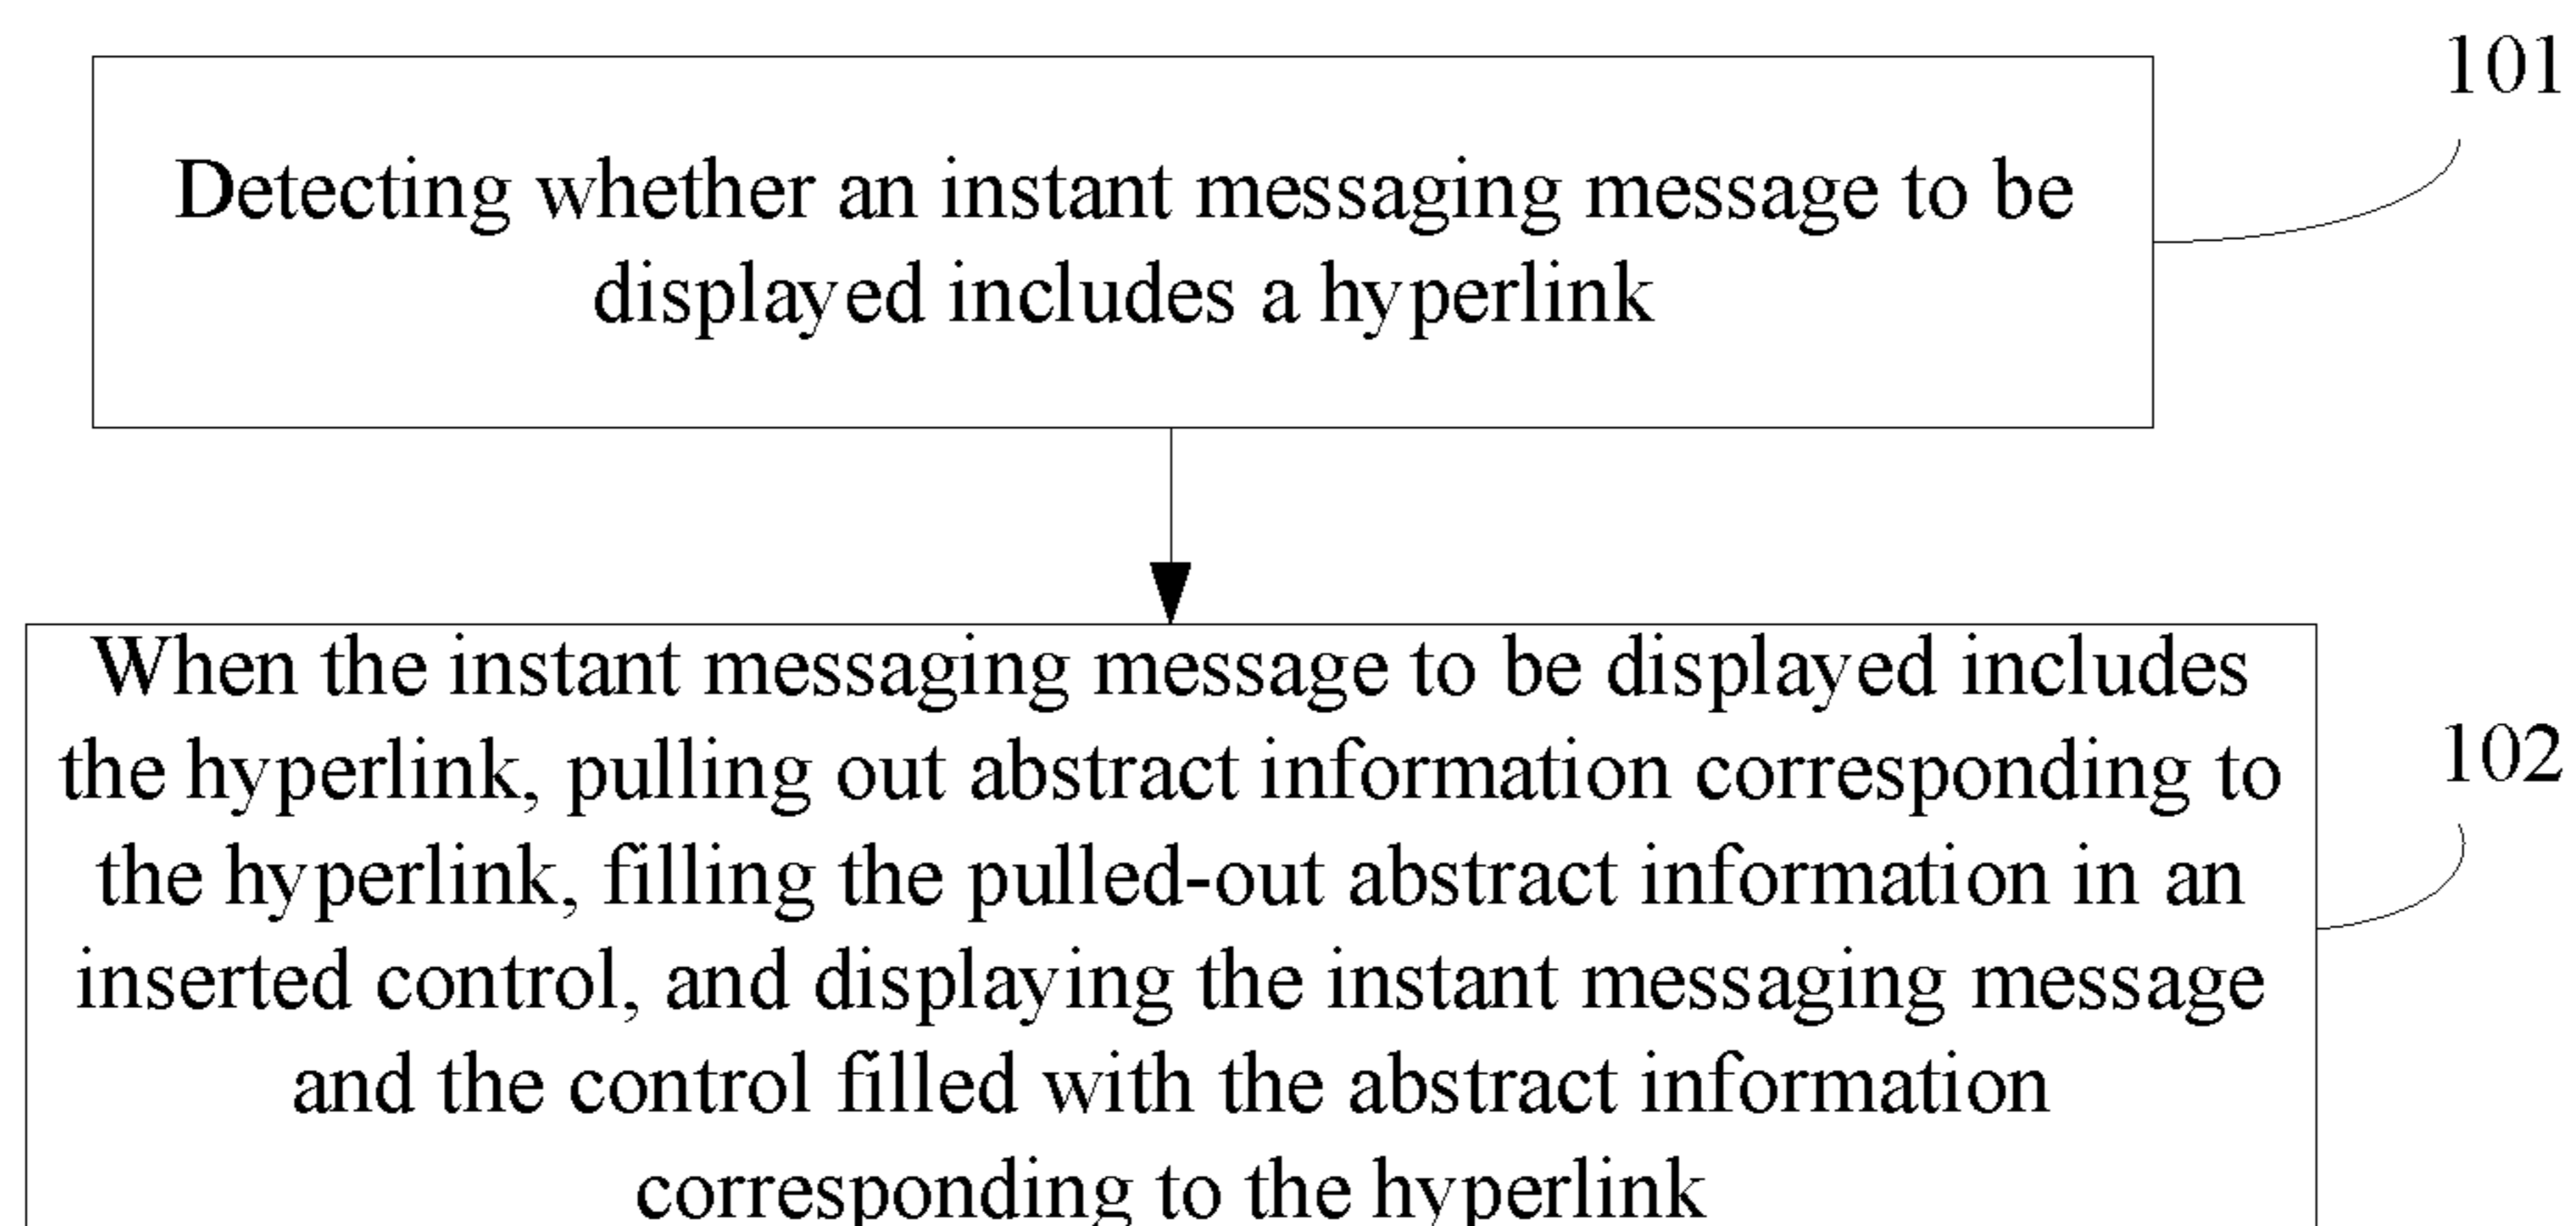 101
Detecting whether an instant messaging message to be
displayed includes a hyperlink
When the instant messaging message to be displayed includes
the hyperlink, pulling out abstract information corresponding to
102
the hyperlink, filling the pulled-out abstract information in an
inserted control, and displaying the instant messaging message
and the control filled with the abstract information
corresponding to the hyperlink